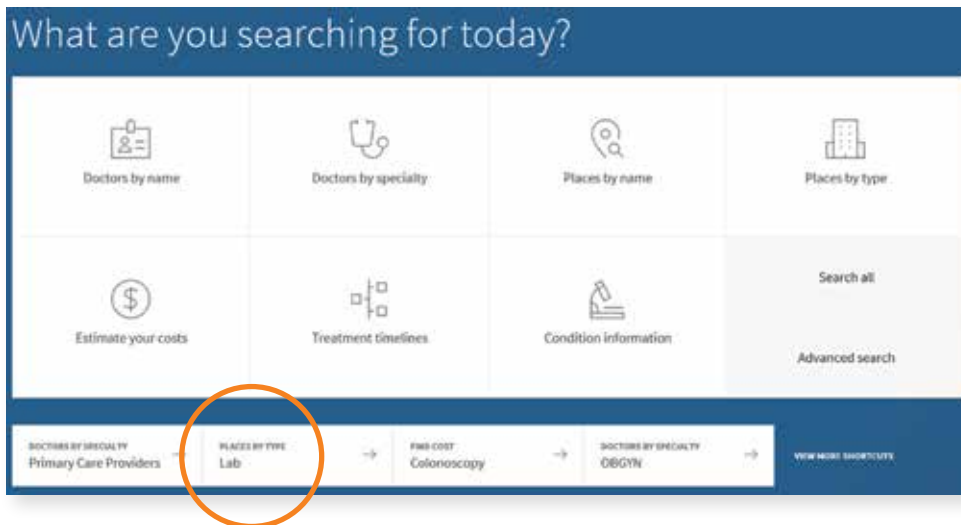 What are you searching for today?
Doctors by name
Doctors by specialty
Places by name
Places by type
Estimate your costs
Treatment timelines
Condition information
Search all
Advanced search
DOCTORS BY SPECIALTY
Primary Care Providers
PLACES BY TYPE
Lab
FIND COST
Colonoscopy
DOCTORS BY SPECIALTY
OBGYN
VIEW MORE SHORTCUTS